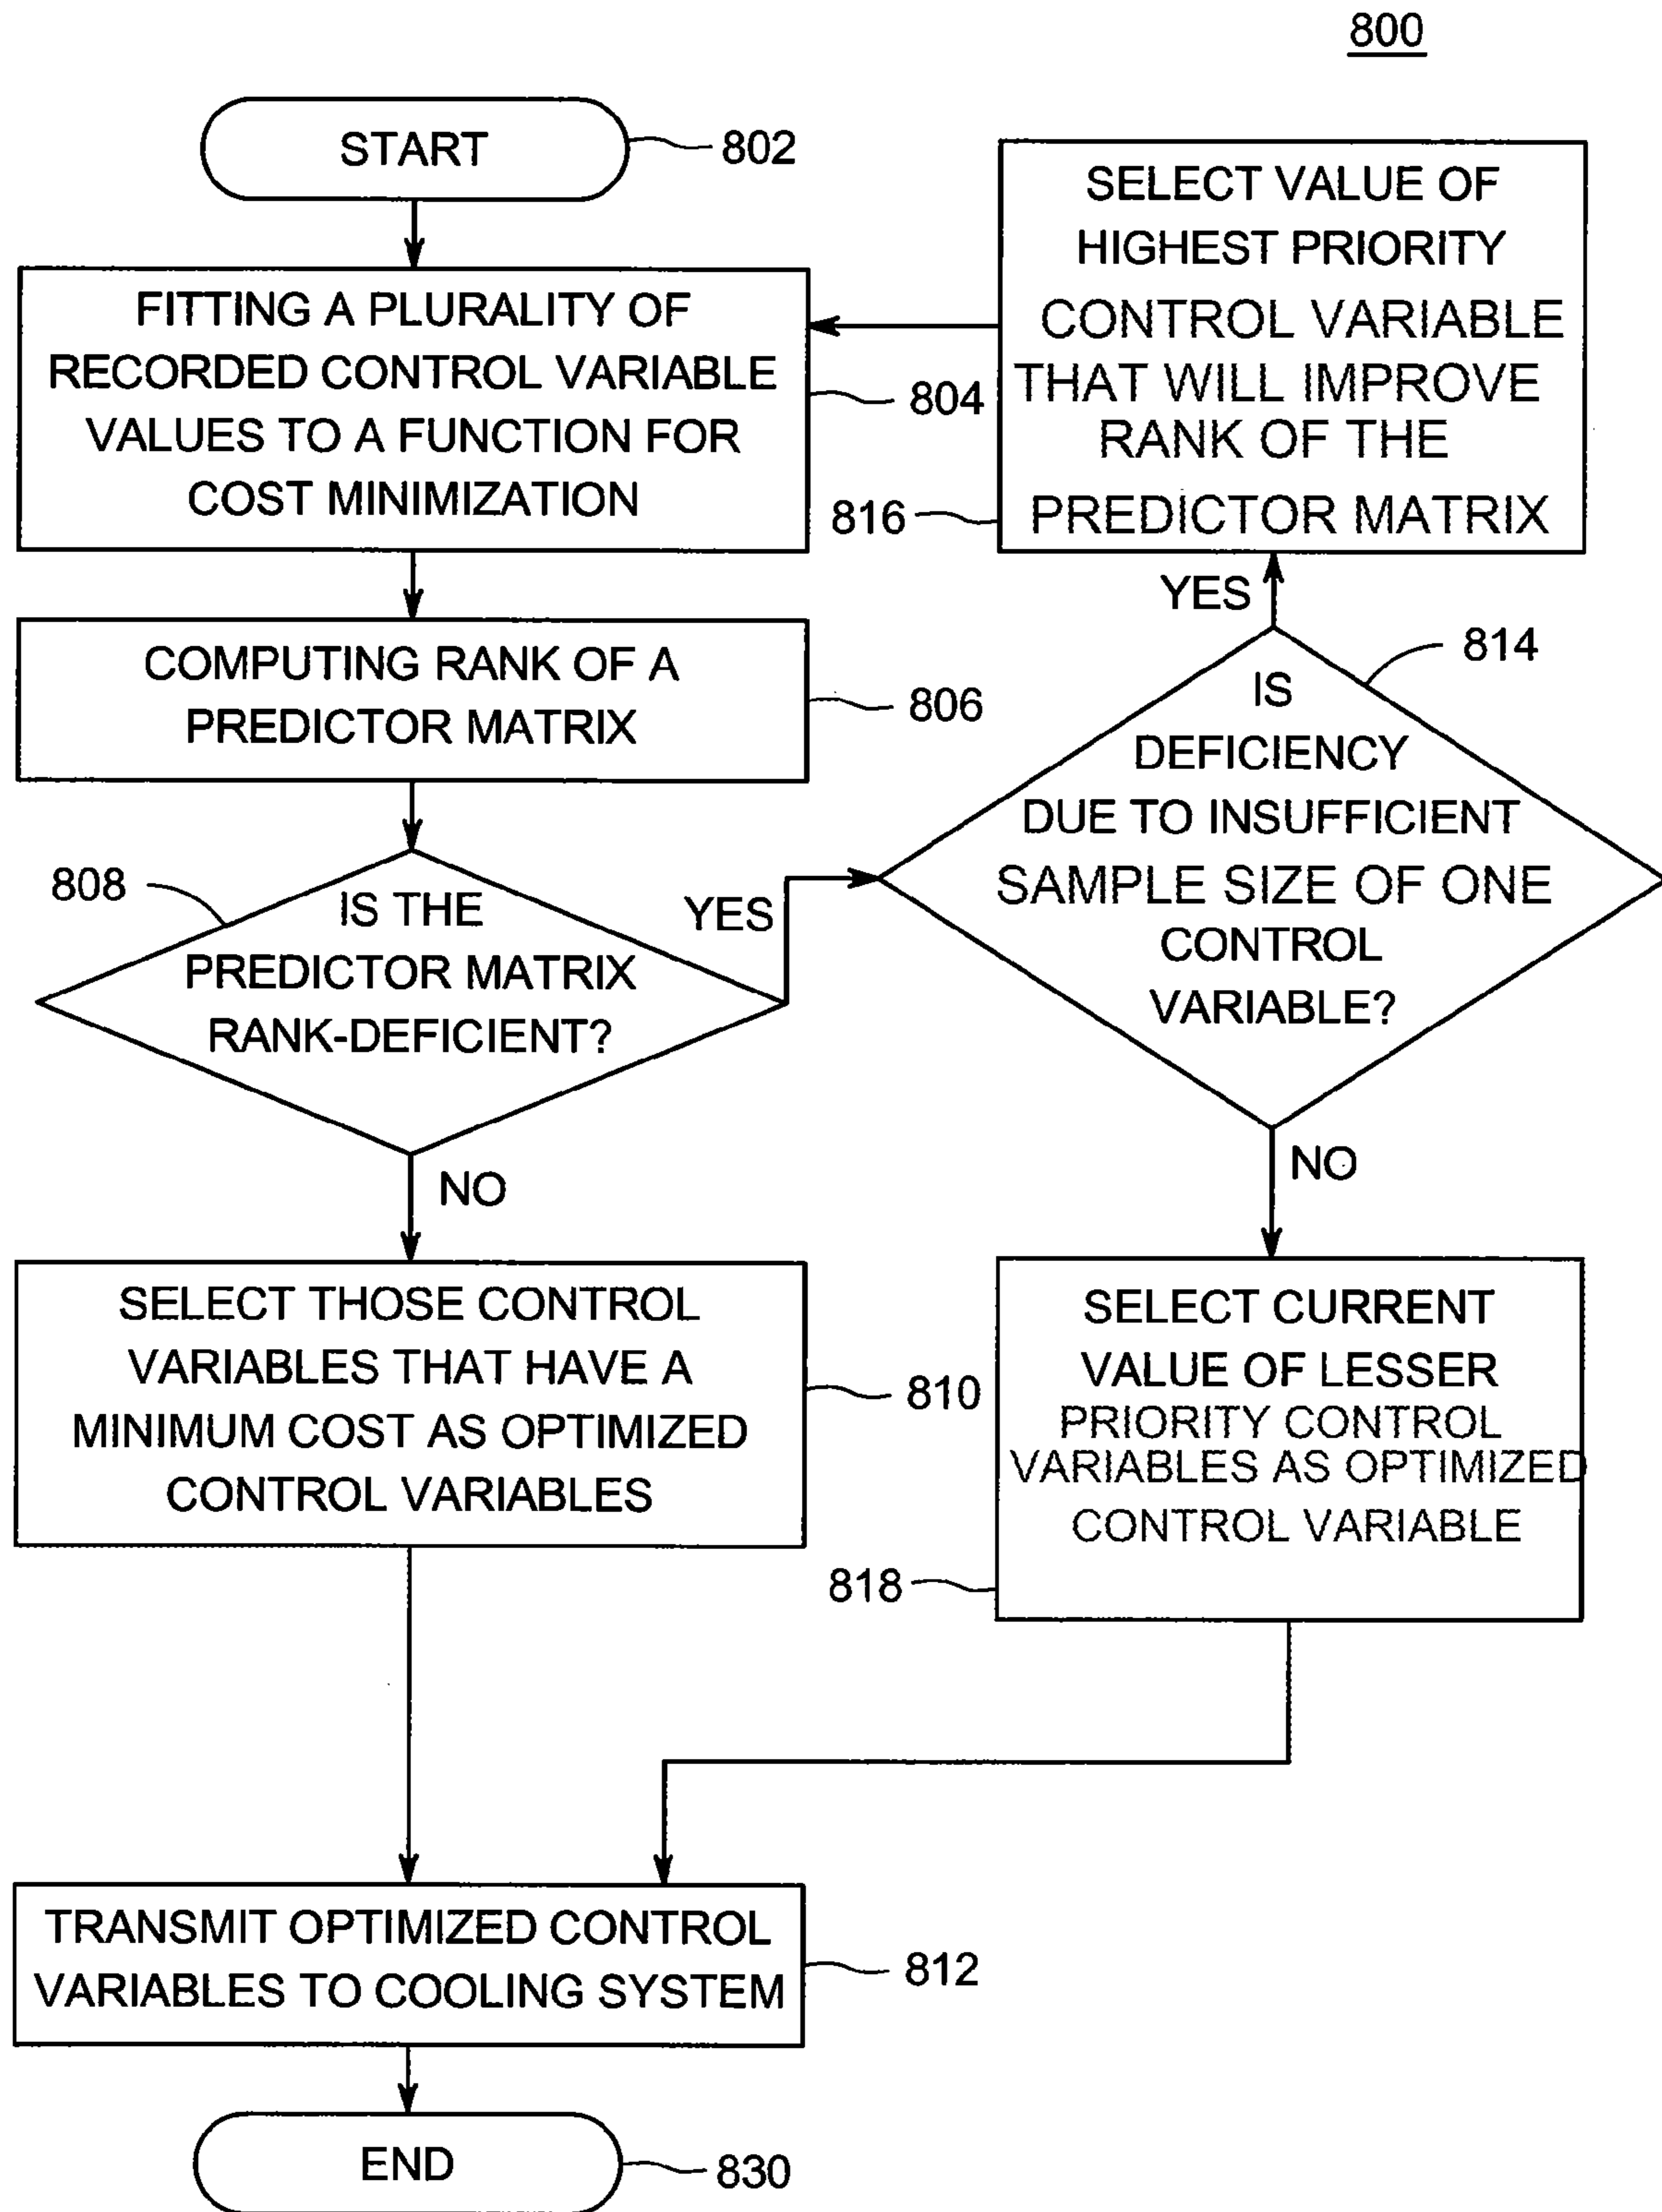 800
START
802
FITTING A PLURALITY OF
RECORDED CONTROL VARIABLE
VALUES TO A FUNCTION FOR
COST MINIMIZATION
804
COMPUTING RANK OF A
PREDICTOR MATRIX
806
808
IS THE
PREDICTOR MATRIX
RANK-DEFICIENT?
YES
NO
SELECT THOSE CONTROL
VARIABLES THAT HAVE A
MINIMUM COST AS OPTIMIZED
CONTROL VARIABLES
810
SELECT VALUE OF
HIGHEST PRIORITY
CONTROL VARIABLE
THAT WILL IMPROVE
RANK OF THE
PREDICTOR MATRIX
816
YES
814
IS
DEFICIENCY
DUE TO INSUFFICIENT
SAMPLE SIZE OF ONE
CONTROL
VARIABLE?
NO
SELECT CURRENT
VALUE OF LESSER
PRIORITY CONTROL
VARIABLES AS OPTIMIZED
CONTROL VARIABLE
818
TRANSMIT OPTIMIZED CONTROL
VARIABLES TO COOLING SYSTEM
812
END
830